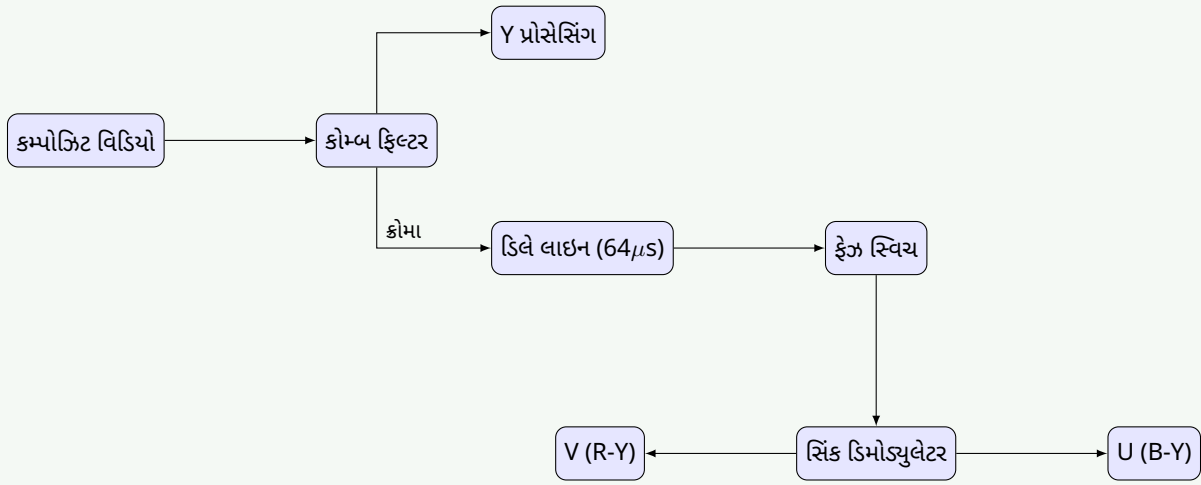 Y પ્રોસેસિંગ
કમ્પોઝિટ વિડિયો
કોમ્બ ફિલ્ટર
ક્રોમા
ડિલે લાઇન (64μs)
ફેઝ સ્વિચ
V (R-Y)
સિંક ડિમોડ્યુલેટર
U (B-Y)